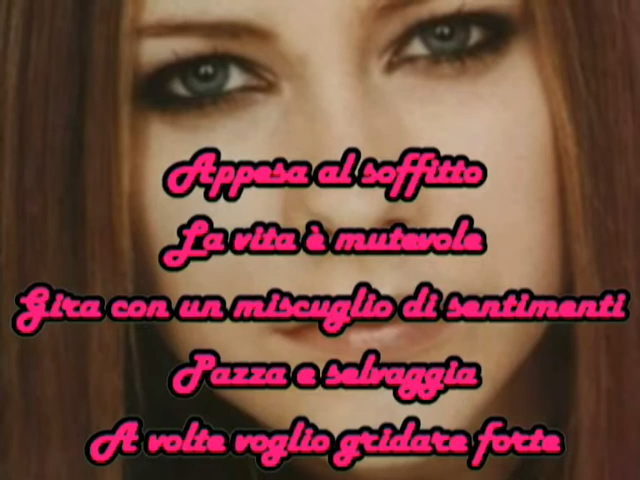 Appesa al soffitto
La vita è mutevole
Gira con un miscuglio di sentimenti
Pazza e selvaggia
A volte voglio gridare forte